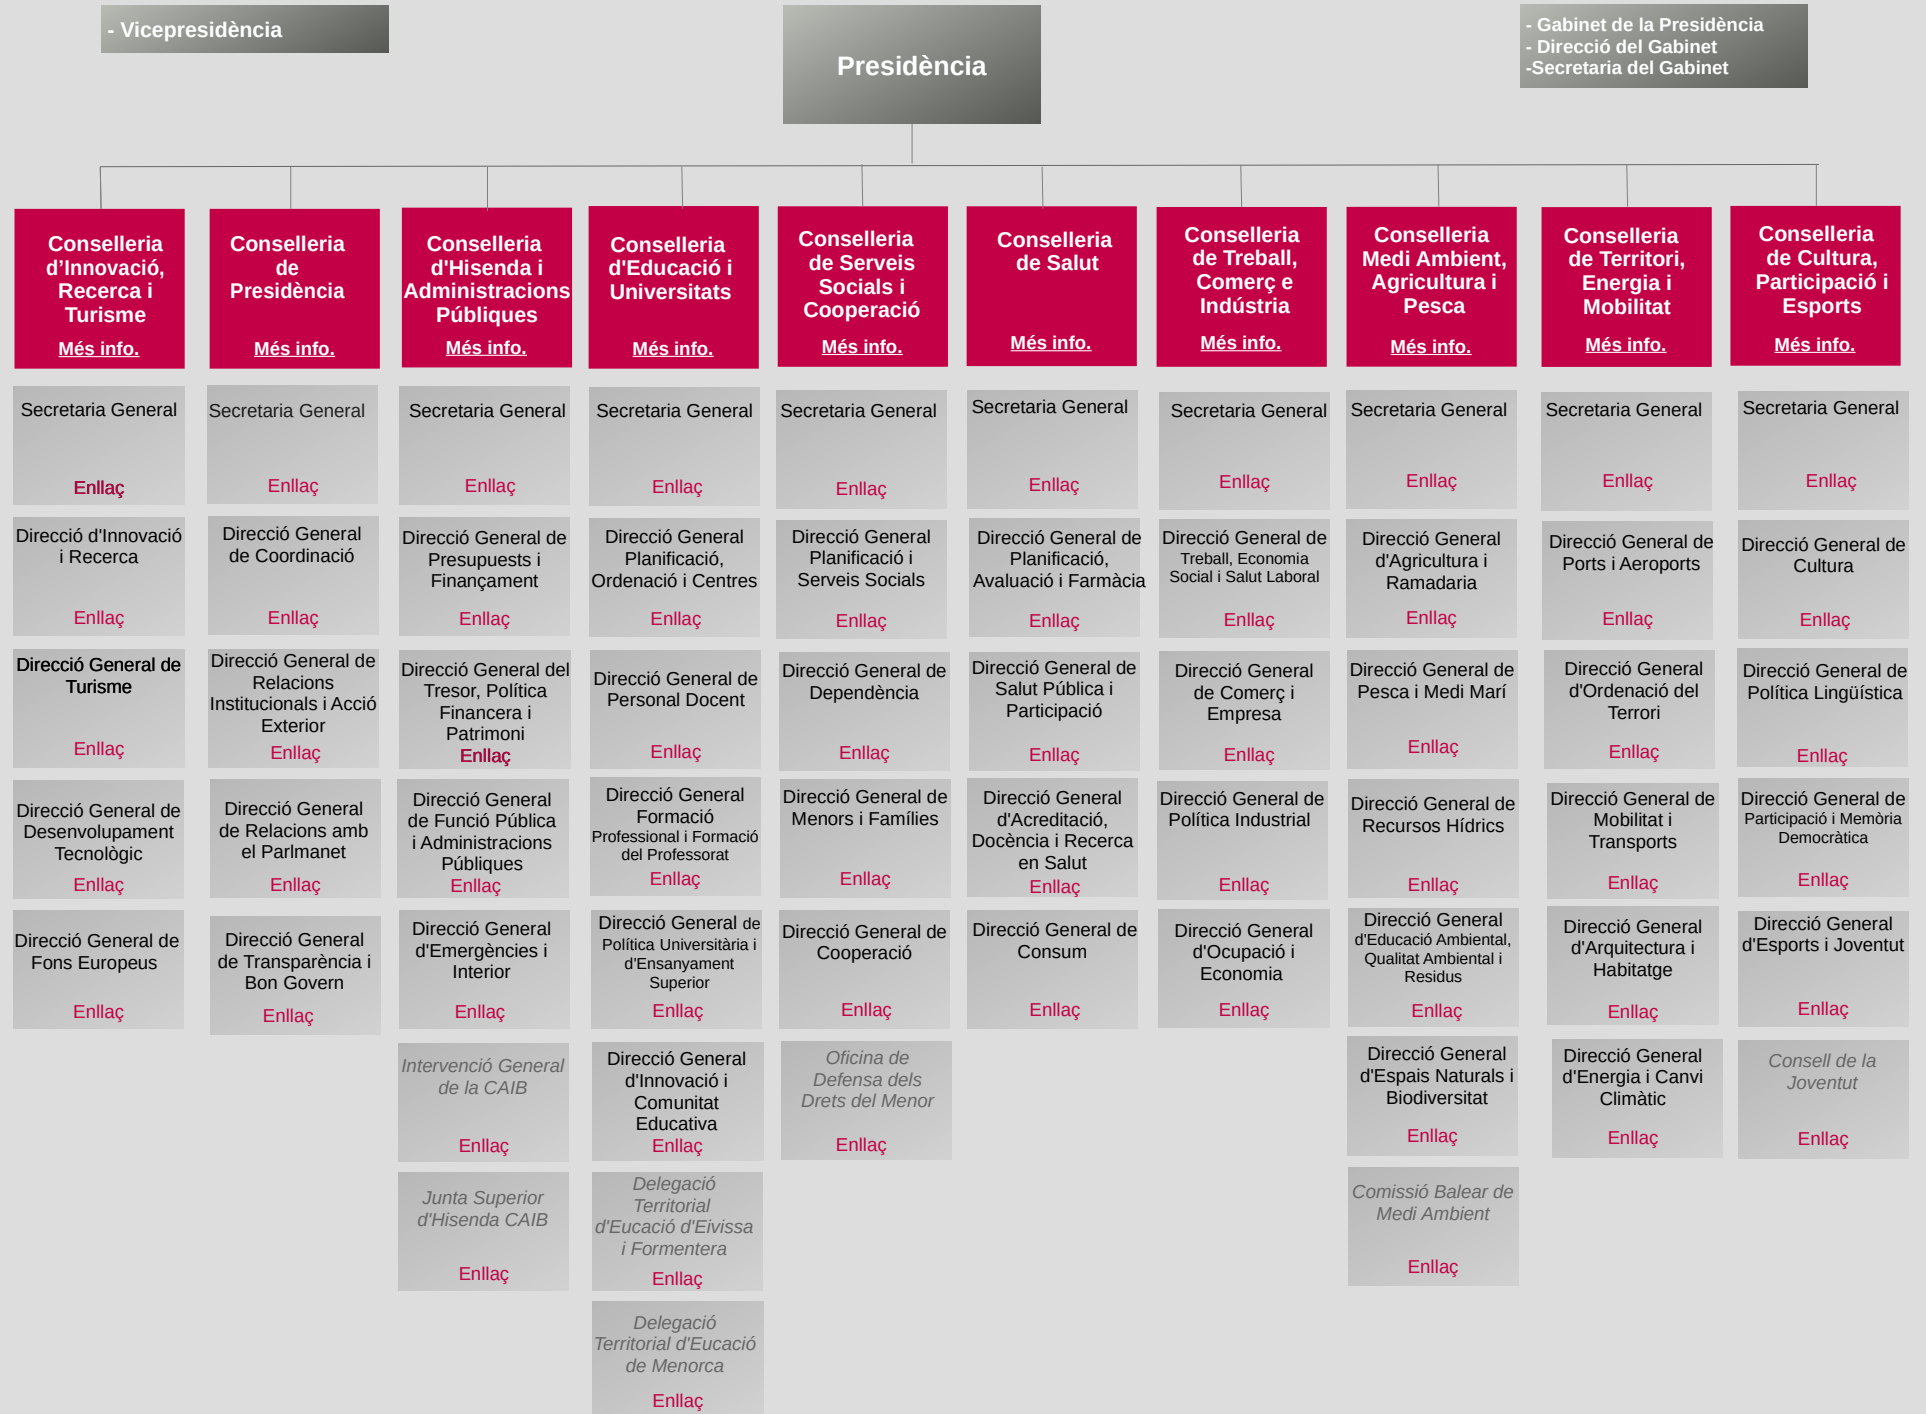 - Vicepresidència
Presidència
- Gabinet de la Presidència
- Direcció del Gabinet
-Secretaria del Gabinet
Conselleria
d’Innovació,
Recerca i
Turisme
Més info.
Secretaria General
Enllaç
Direcció d'Innovació
i Recerca
Enllaç
Direcció General de
Turisme
Enllaç
Direcció General de
Desenvolupament
Tecnològic
Enllaç
Direcció General de
Fons Europeus
Enllaç
Conselleria
de
Presidència
Més info.
Secretaria General
Enllaç
Direcció General
de Coordinació
Enllaç
Direcció General de
Relacions
Institucionals i Acció
Exterior
Enllaç
Direcció General
de Relacions amb
el Parlmanet
Enllaç
Direcció General
de Transparència i
Bon Govern
Enllaç
Conselleria
d'Hisenda i
Administracions
Públiques
Més info.
Secretaria General
Enllaç
Direcció General de
Presupuests i
Finançament
Enllaç
Direcció General del
Tresor, Política
Financera i
Patrimoni
Enllaç
Direcció General
de Funció Pública
i Administracions
Públiques
Enllaç
Direcció General
d'Emergències i
Interior
Enllaç
Intervenció General
de la CAIB
Enllaç
Junta Superior
d'Hisenda CAIB
Enllaç
Conselleria
d'Educació i
Universitats
Més info.
Secretaria General
Enllaç
Direcció General
Planificació,
Ordenació i Centres
Enllaç
Direcció General de
Personal Docent
Enllaç
Direcció General
Formació
Professional i Formació
del Professorat
Enllaç
Direcció General de
Política Universitària i
d'Ensanyament
Superior
Enllaç
Direcció General
d'Innovació i
Comunitat
Educativa
Enllaç
Delegació
Territorial
d'Eucació d'Eivissa
i Formentera
Enllaç
Delegació
Territorial d'Eucació
de Menorca
Enllaç
Conselleria
de Serveis
Socials i
Cooperació
Més info.
Secretaria General
Enllaç
Direcció General
Planificació i
Serveis Socials
Enllaç
Direcció General de
Dependència
Enllaç
Direcció General de
Menors i Famílies
Enllaç
Direcció General de
Cooperació
Enllaç
Oficina de
Defensa dels
Drets del Menor
Enllaç
Conselleria
de Salut
Més info.
Secretaria General
Enllaç
Direcció General de
Planificació,
Avaluació i Farmàcia
Enllaç
Direcció General de
Salut Pública i
Participació
Enllaç
Direcció General
d'Acreditació,
Docència i Recerca
en Salut
Enllaç
Direcció General de
Consum
Enllaç
Conselleria
de Treball,
Comerç e
Indústria
Més info.
Secretaria General
Enllaç
Direcció General de
Treball, Economia
Social i Salut Laboral
Enllaç
Direcció General
de Comerç i
Empresa
Enllaç
Direcció General de
Política Industrial
Enllaç
Direcció General
d'Ocupació i
Economia
Enllaç
Conselleria
Medi Ambient,
Agricultura i
Pesca
Més info.
Secretaria General
Enllaç
Direcció General
d'Agricultura i
Ramadaria
Enllaç
Direcció General de
Pesca i Medi Marí
Enllaç
Direcció General de
Recursos Hídrics
Enllaç
Direcció General
d'Educació Ambiental,
Qualitat Ambiental i
Residus
Enllaç
Direcció General
d'Espais Naturals i
Biodiversitat
Enllaç
Comissió Balear de
Medi Ambient
Enllaç
Conselleria
de Territori,
Energia i
Mobilitat
Més info.
Secretaria General
Enllaç
Direcció General de
Ports i Aeroports
Enllaç
Direcció General
d'Ordenació del
Terrori
Enllaç
Direcció General de
Mobilitat i
Transports
Enllaç
Direcció General
d'Arquitectura i
Habitatge
Enllaç
Direcció General
d'Energia i Canvi
Climàtic
Enllaç
Conselleria
de Cultura,
Participació i
Esports
Més info.
Secretaria General
Enllaç
Direcció General de
Cultura
Enllaç
Direcció General de
Política Lingüística
Enllaç
Direcció General de
Participació i Memòria
Democràtica
Enllaç
Direcció General
d'Esports i Joventut
Enllaç
Consell de la
Joventut
Enllaç